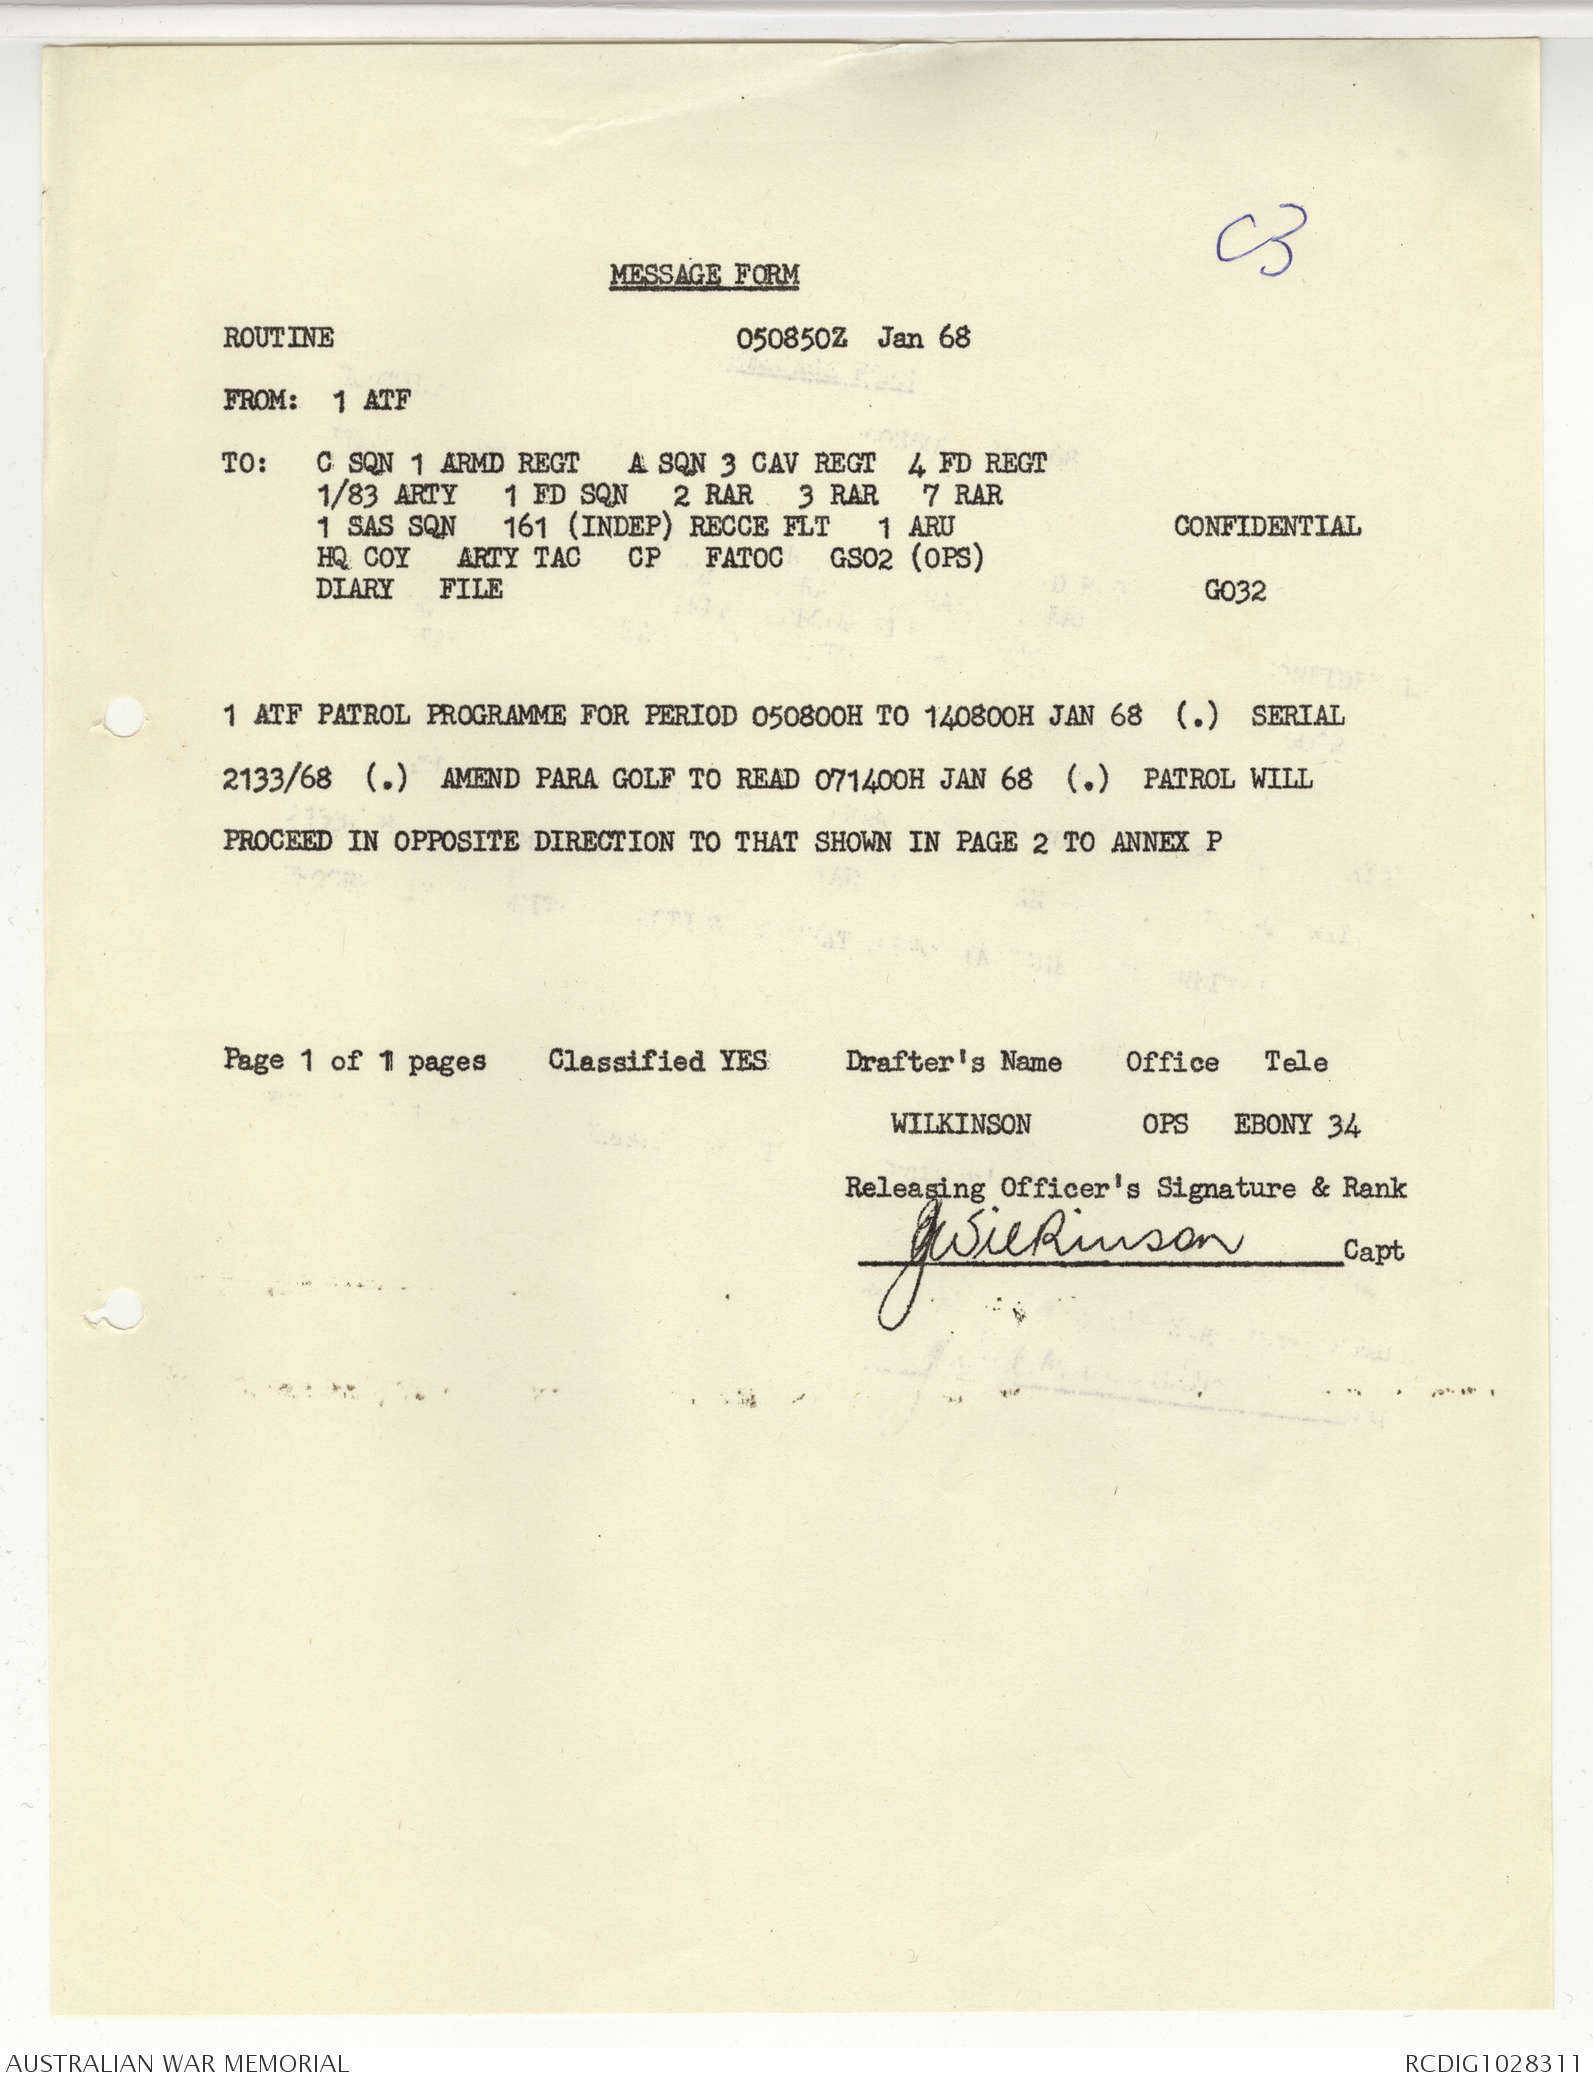 C3
MESSAGE FORM
ROUTINE 050850Z Jan 68
FROM: 1 ATF
TO: C SQN 1 ARMD REGT A SQN 3 CAV REGT 4 FD REGT
1/83 ARTY 1 FD SQN 2 RAR 3 RAR 7 RAR
1 SAS SQN 161 (INDEP) RECCE FLT 1 ARU CONFIDENTIAL
HQ COY ARTY TAC CP FATOC GSO2 (OPS)
DIARY FILE GO32
1 ATF PATROL PROGRAMME FOR PERIOD 050800H TO 140800H JAN 68 (.) SERIAL
2133/68 (.) AMEND PARA GOLF TO READ 071400H JAN 68 (.) PATROL WILL
PROCEED IN OPPOSITE DIRECTION TO THAT SHOWN IN PAGE 2 TO ANNEX P
Page 1 of 1 pages Classified YES Drafter's Name Office Tele
WILKINSON OPS EBONY 34
Releasing Officer's Signature & Rank
JWilkinson Capt
AUSTRALIAN WAR MEMORIAL RCDIG1028311